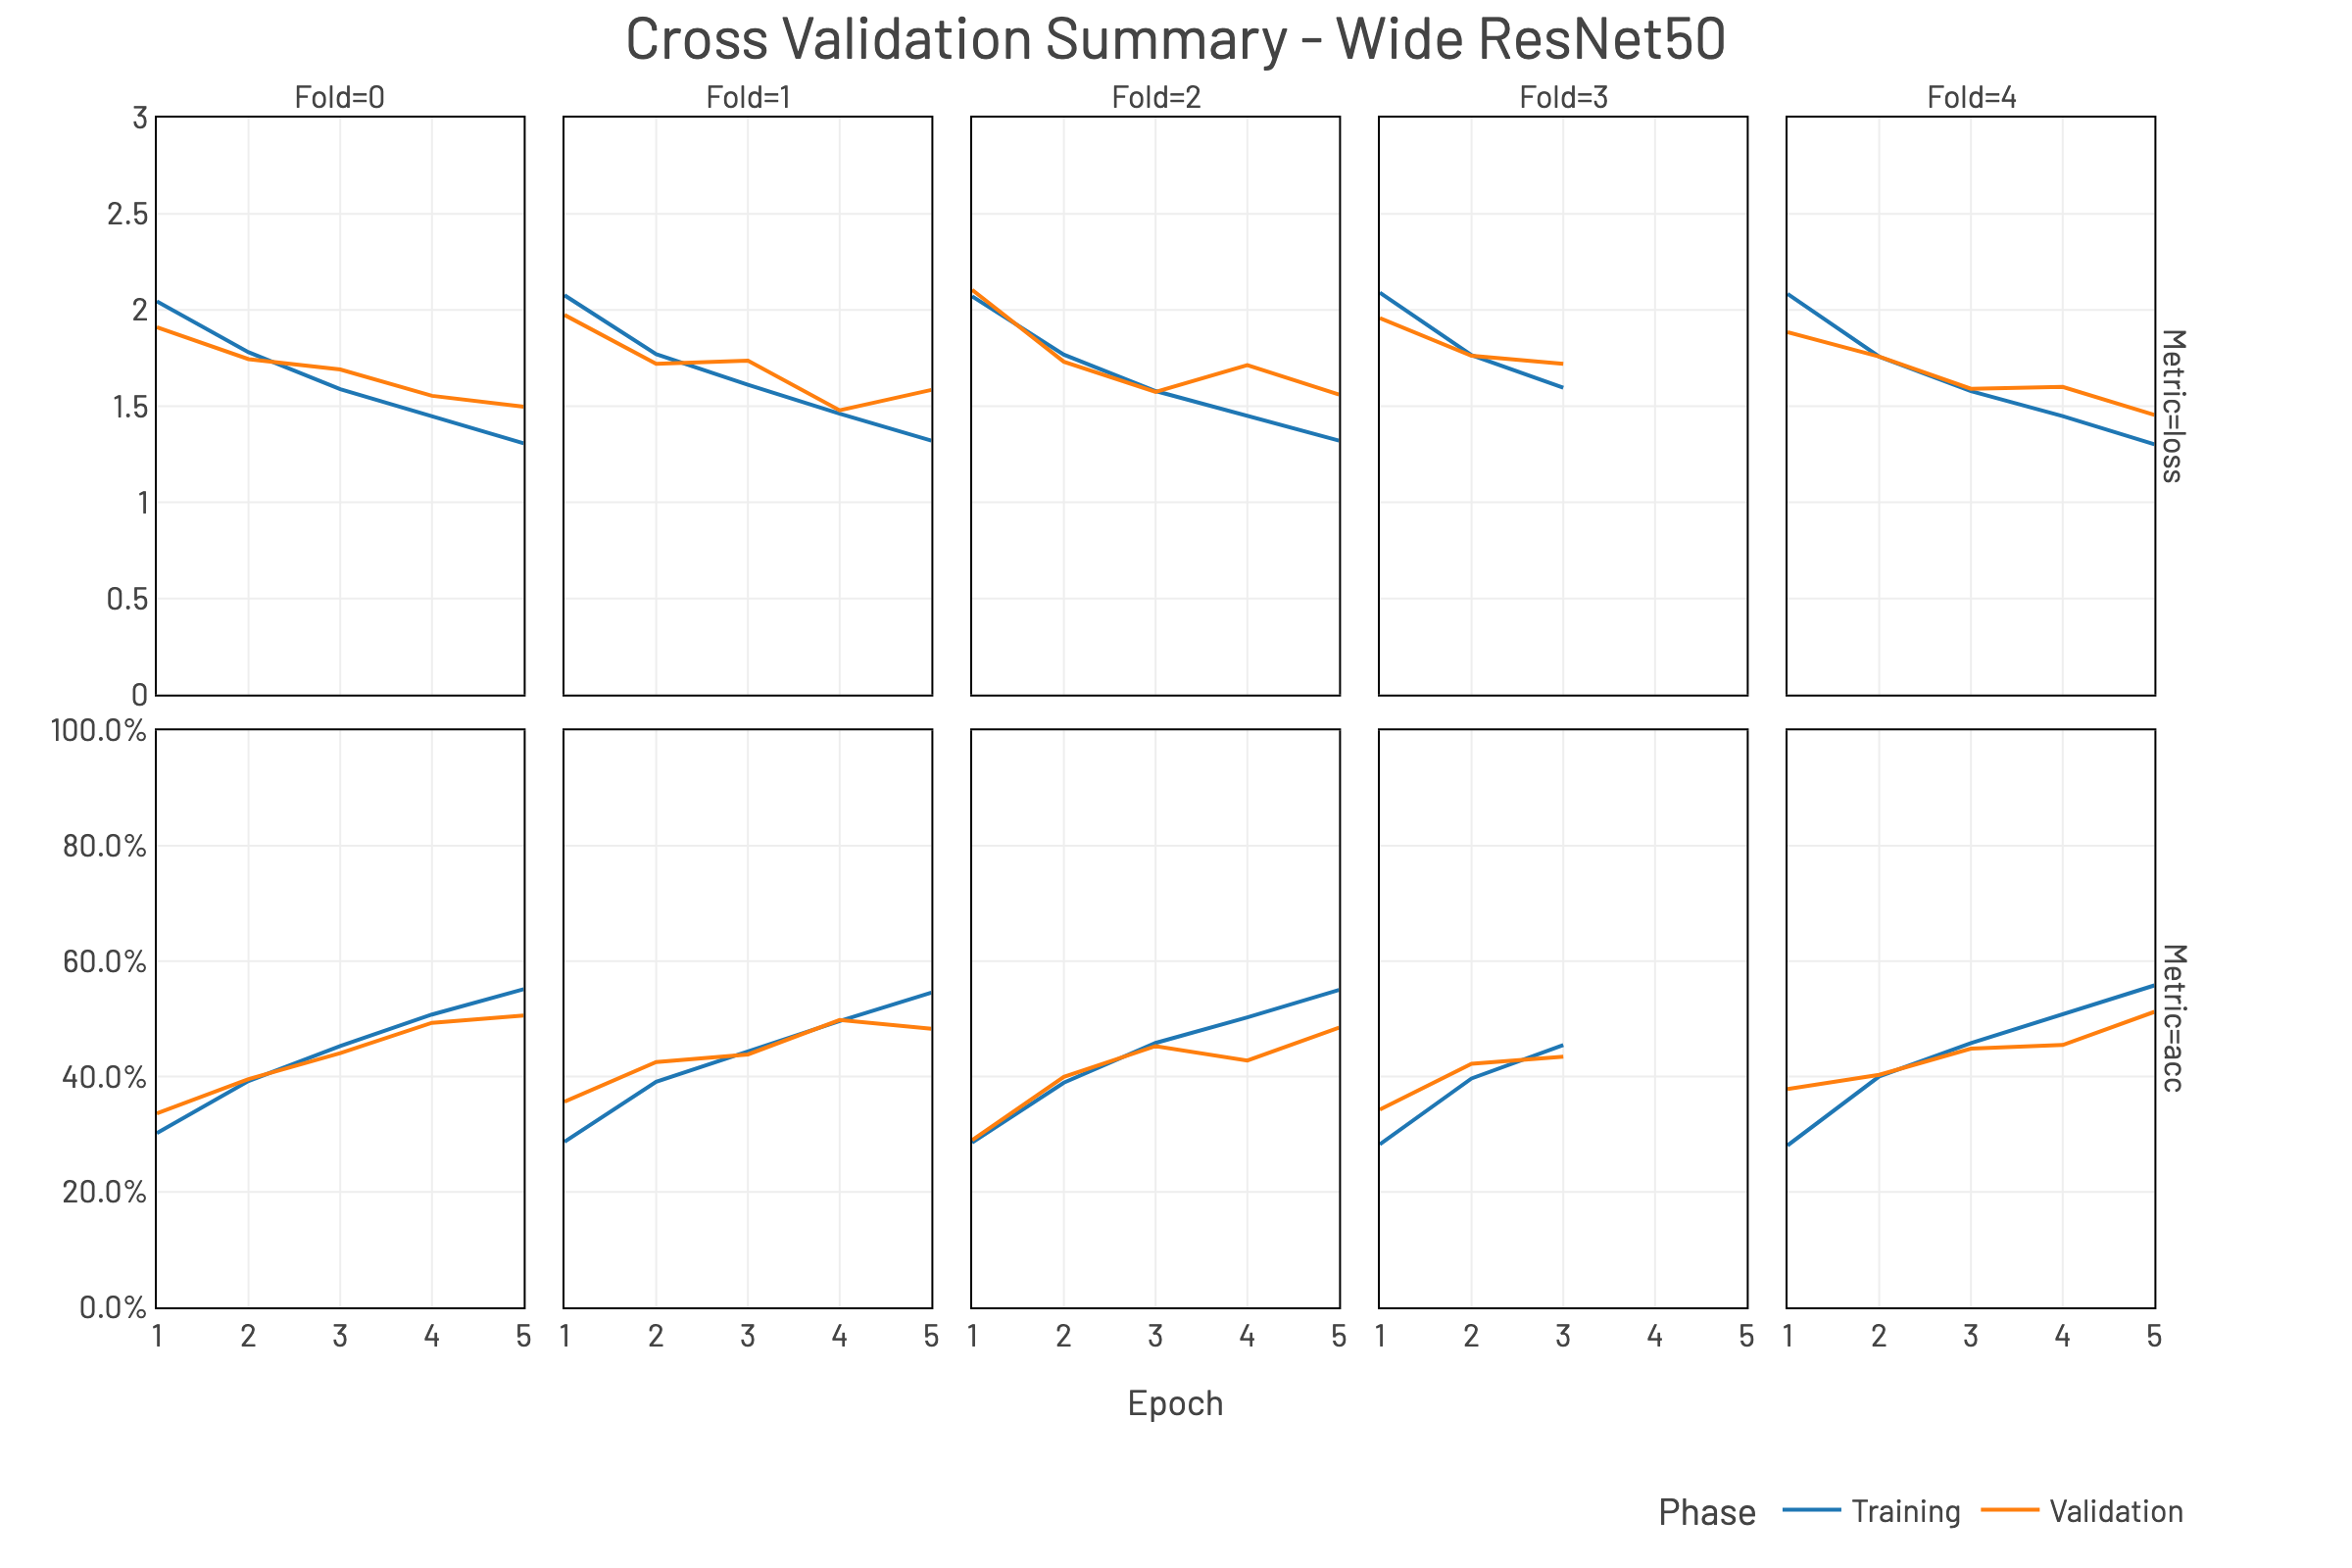 Cross Validation Summary - Wide ResNet50
Fold=0 Fold=1 Fold=2 Fold=3 Fold=4
3
2.5
2
1.5
1
0.5
0
Metric=loss
100.0%
80.0%
60.0%
40.0%
20.0%
0.0%
Metric=acc
1 2 3 4 5 1 2 3 4 5 1 2 3 4 5 1 2 3 4 5 1 2 3 4 5
Epoch
Phase Training Validation